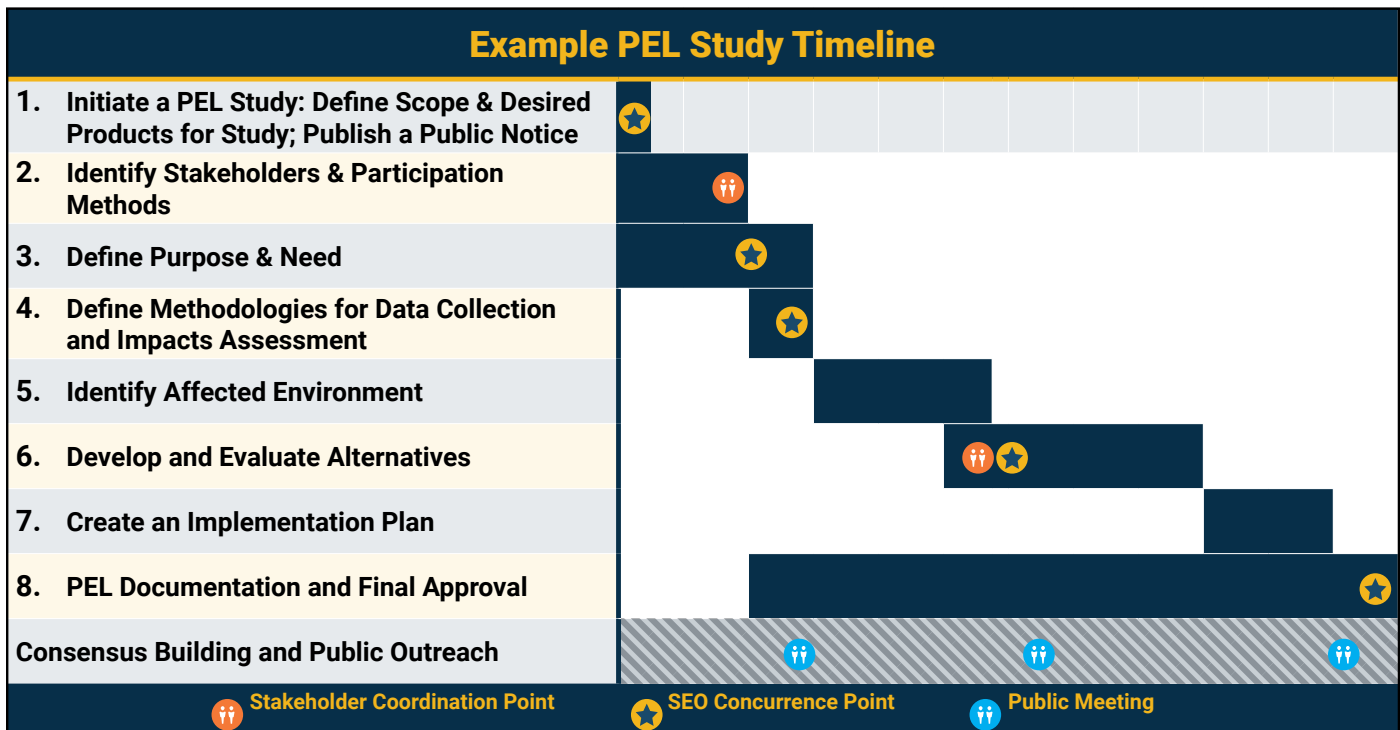 Example PEL Study Timeline
1. Initiate a PEL Study: Define Scope & Desired
Products for Study; Publish a Public Notice
2. Identify Stakeholders & Participation
Methods
3. Define Purpose & Need
4. Define Methodologies for Data Collection
and Impacts Assessment
5. Identify Affected Environment
6. Develop and Evaluate Alternatives
7. Create an Implementation Plan
8. PEL Documentation and Final Approval
Consensus Building and Public Outreach
Stakeholder Coordination Point
SEO Concurrence Point
Public Meeting